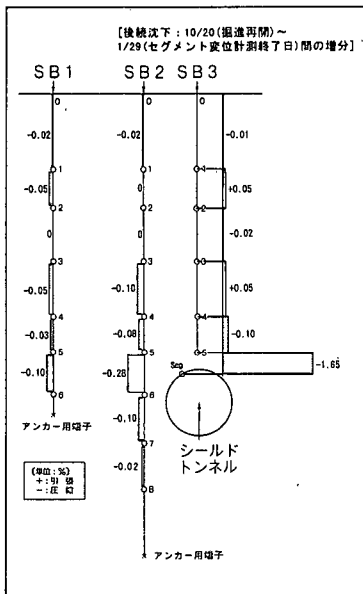 [後続沈下:10/20(掘進再開)~
1/29(セグメント変位計測終了日)間の増分]
SB1 SB2 SB3
0 0 0
-0.02 -0.02 -0.01
1 1 1
-0.05 0 +0.05
2 2 2
0 0 -0.02
3 3 3
-0.05 -0.10 +0.05
4 4 4
-0.03 -0.08 -0.10
5 5 5
-0.10 -0.28 Seg -1.65
6 6
アンカー用端子
-0.10
シールド
トンネル
7
(単位:%)
+:引張
-:圧縮
-0.02
8
アンカー用端子